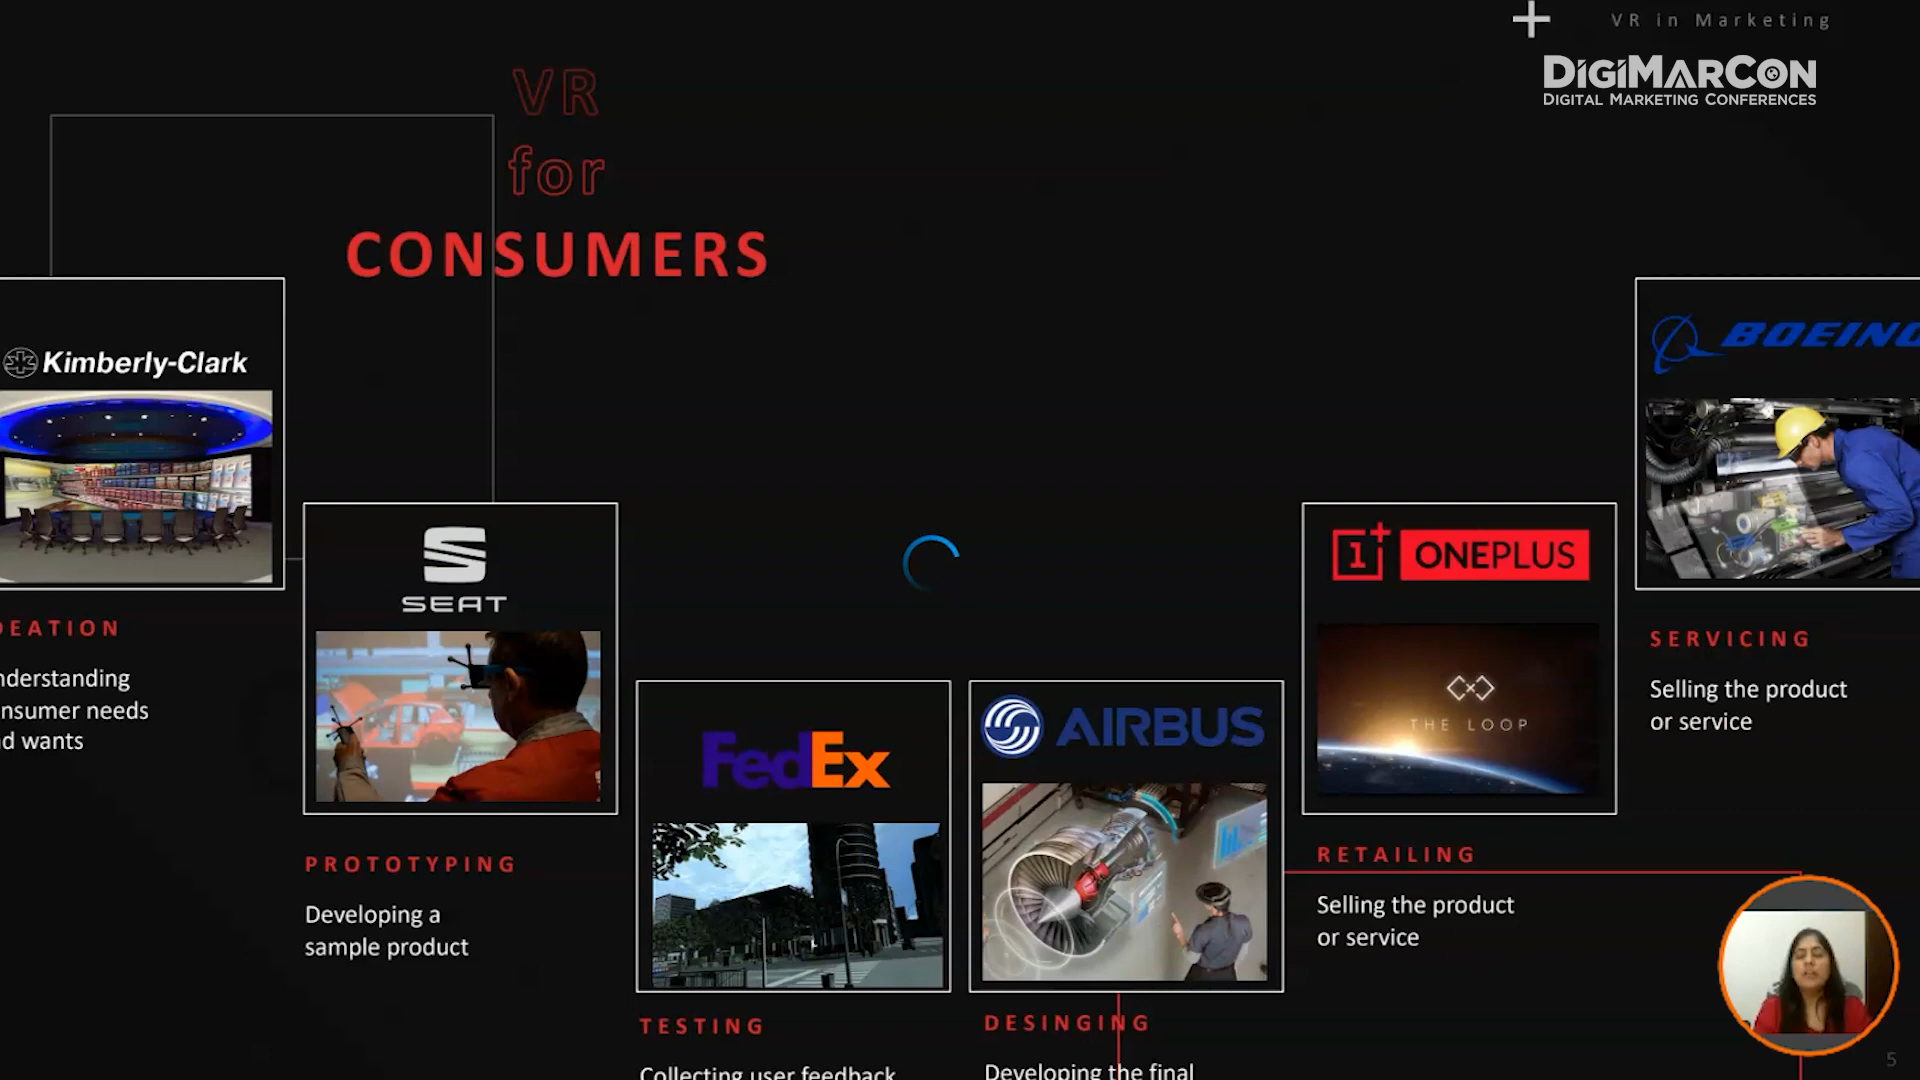 VR in Marketing
DIGIMARCON
DIGITAL MARKETING CONFERENCES
VR
for
CONSUMERS
Kimberly-Clark
DEATION
nderstanding
nsumer needs
d wants
SEAT
PROTOTYPING
Developing a
sample product
FedEx
TESTING
Collecting user feedback
AIRBUS
DESINGING
Developing the final
1+ ONEPLUS
THE LOOP
RETAILING
Selling the product
or service
BOEING
SERVICING
Selling the product
or service
5